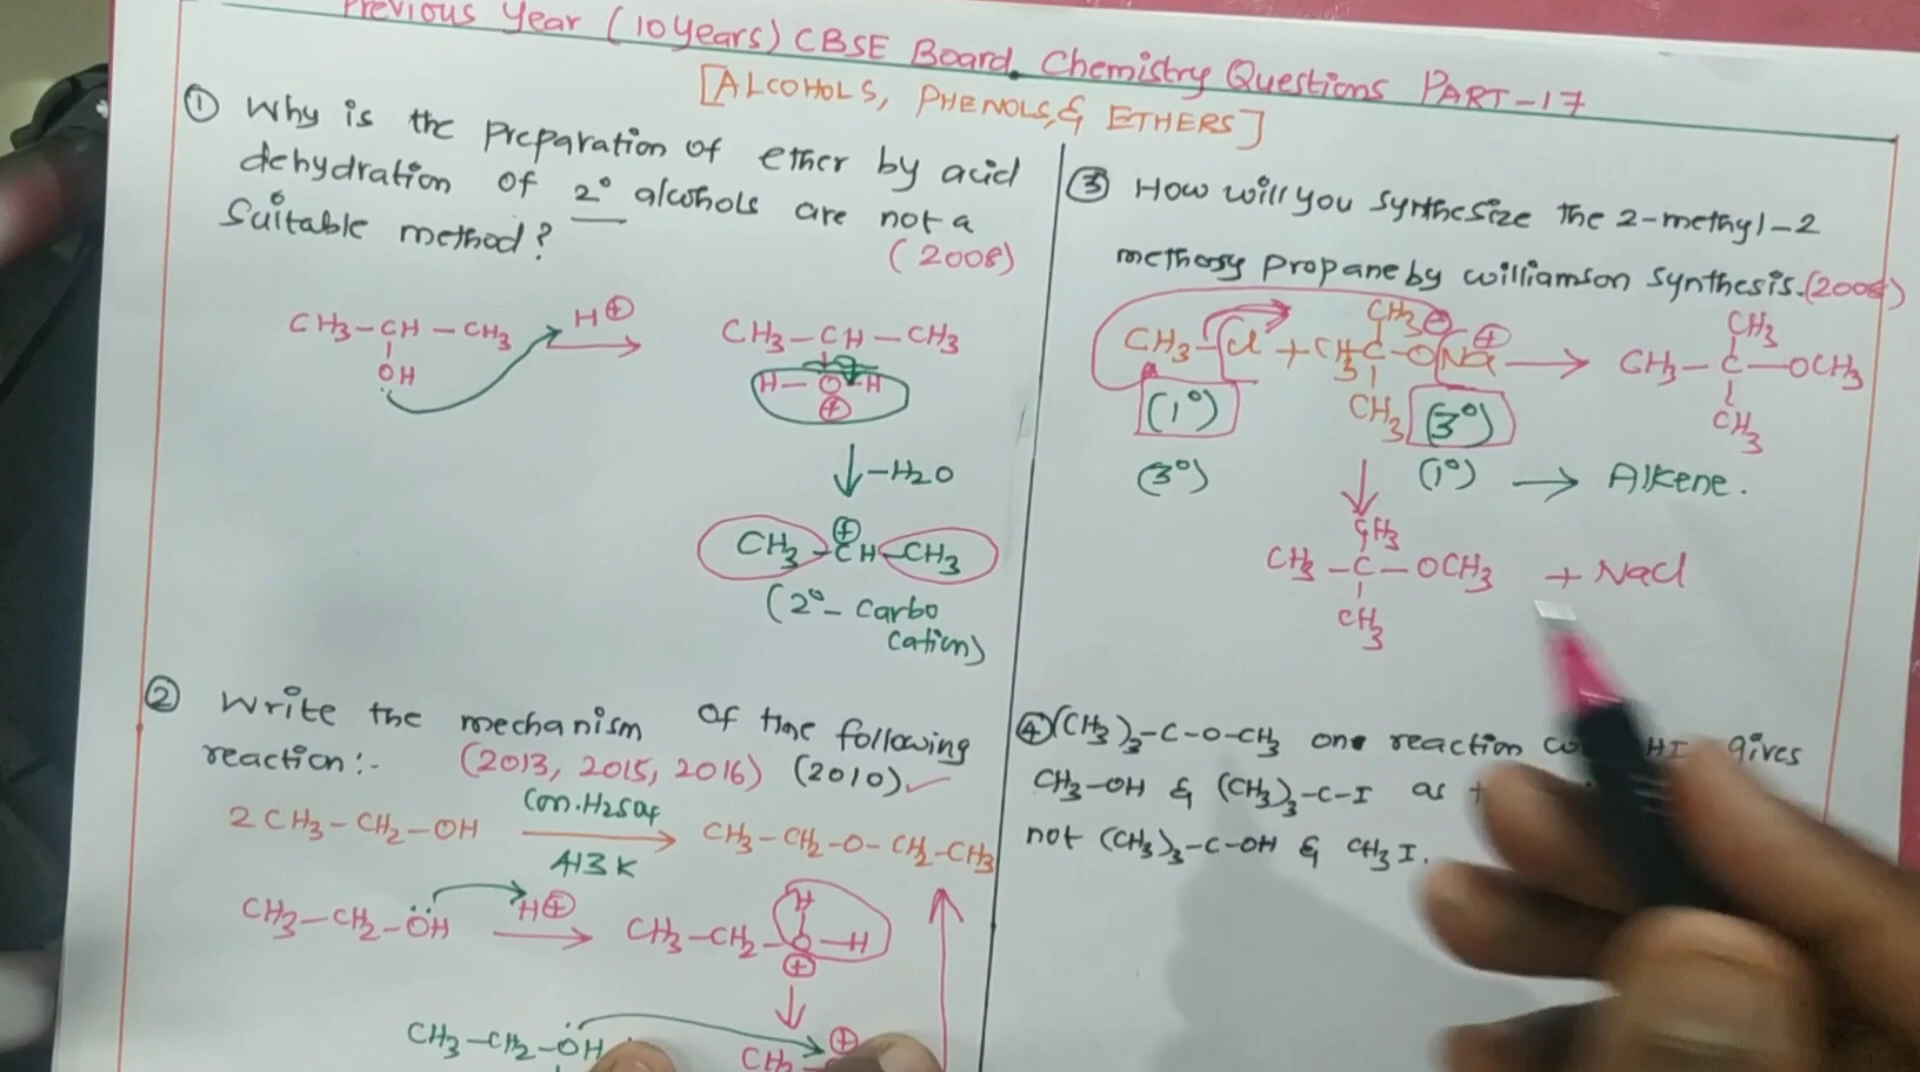 Previous Year (10years) CBSE Board Chemistry Questions PART-17
[ALCOHOLS, PHENOLS,& ETHERS]
① Why is the preparation of ether by acid
dehydration of 2° alcohols are not a
suitable method?
(2008)
CH3-CH-CH3 H⊕ CH3-CH-CH3
OH H-O-H
⊕
-H2O
CH3-CH-CH3
⊕
(2°- carbo
cation)
② Write the mechanism of the following
reaction:- (2013, 2015, 2016) (2010)✓
2CH3-CH2-OH con.H2SO4 CH3-CH2-O-CH2-CH3
413K
CH3-CH2-ÖH H⊕ CH3-CH2-O-H
H
⊕
CH3-CH2-ÖH CH3
⊕
③ How will you synthesize the 2-methyl-2
methoxy propane by williamson synthesis.
CH3 ⊖ ⊕ CH3
CH3-Cl + CH3-C-ONa → CH3-C-OCH3
CH3 CH3
(1°) (3°)
(3°) (1°) → Alkene.
CH3
CH3-C-OCH3 + NaCl
CH3
④ (CH3)3-C-O-CH3 on reaction HI gives
CH3-OH & (CH3)3-C-I as
not (CH3)3-C-OH & CH3I.